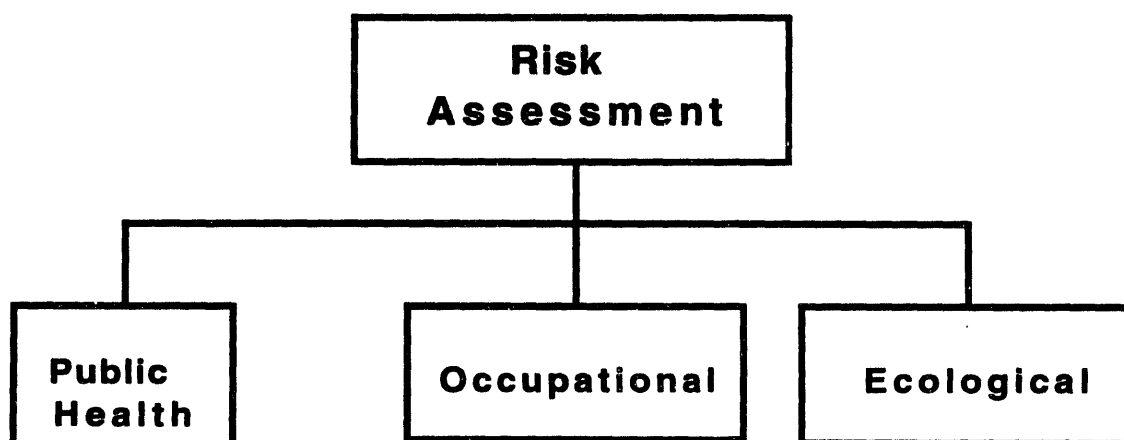 Risk
Assessment
Public
Health
Occupational
Ecological